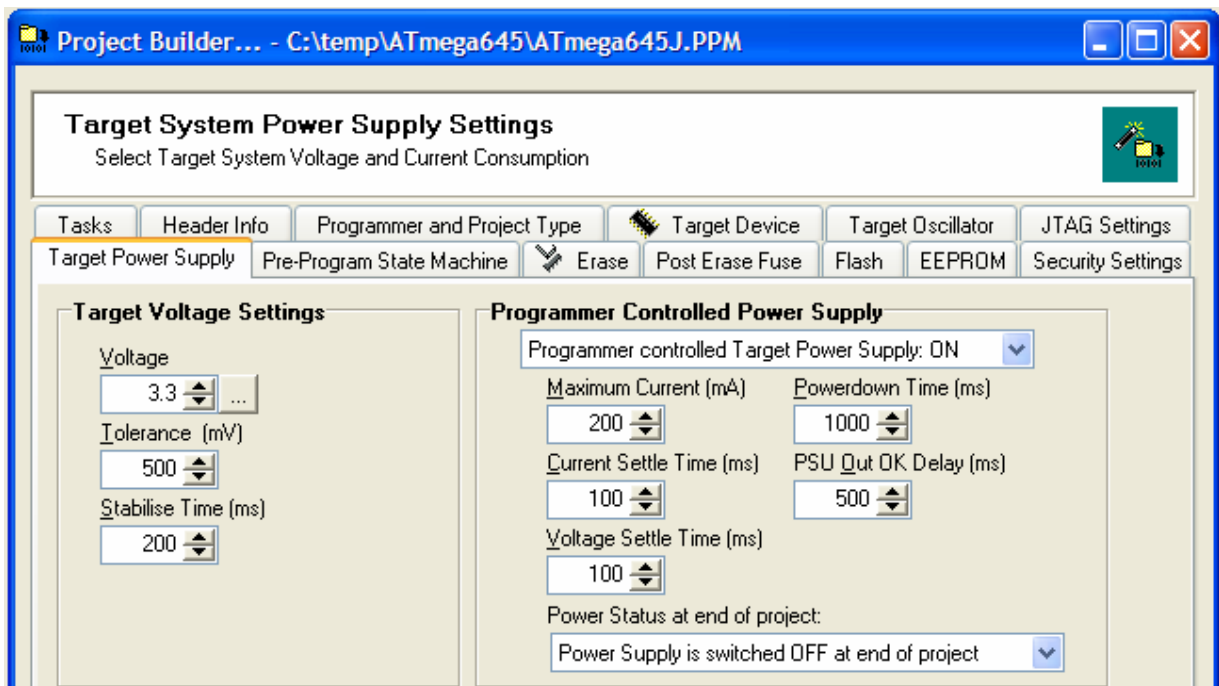 Project Builder... - C:\temp\ATmega645\ATmega645J.PPM
Target System Power Supply Settings
Select Target System Voltage and Current Consumption
Tasks Header Info Programmer and Project Type Target Device Target Oscillator JTAG Settings
Target Power Supply Pre-Program State Machine Erase Post Erase Fuse Flash EEPROM Security Settings
Target Voltage Settings
Voltage
3.3 ...
Tolerance (mV)
500
Stabilise Time (ms)
200
Programmer Controlled Power Supply
Programmer controlled Target Power Supply: ON
Maximum Current (mA) Powerdown Time (ms)
200 1000
Current Settle Time (ms) PSU Out OK Delay (ms)
100 500
Voltage Settle Time (ms)
100
Power Status at end of project:
Power Supply is switched OFF at end of project